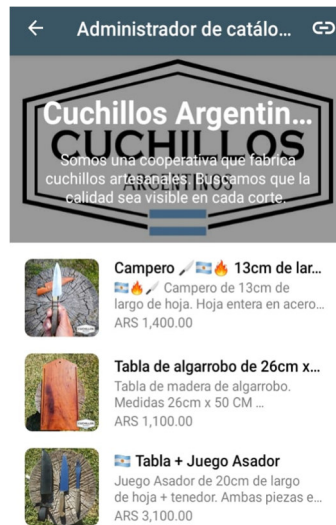 ← Administrador de catálo...
Cuchillos Argentin...
CUCHILLOS
ARGENTINOS
Somos una cooperativa que fabrica
cuchillos artesanales. Buscamos que la
calidad sea visible en cada corte.
Campero 🔪🇦🇷🔥 13cm de lar...
🇦🇷🔥🔪 Campero de 13cm de
largo de hoja. Hoja entera en acero...
ARS 1,400.00
Tabla de algarrobo de 26cm x...
Tabla de madera de algarrobo.
Medidas 26cm x 50 CM ...
ARS 1,100.00
🇦🇷 Tabla + Juego Asador
Juego Asador de 20cm de largo
de hoja + tenedor. Ambas piezas e...
ARS 3,100.00